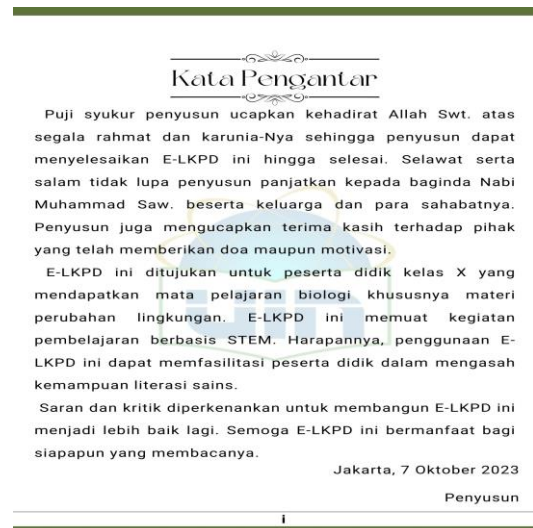 Kata Pengantar
Puji syukur penyusun ucapkan kehadirat Allah Swt. atas
segala rahmat dan karunia-Nya sehingga penyusun dapat
menyelesaikan E-LKPD ini hingga selesai. Selawat serta
salam tidak lupa penyusun panjatkan kepada baginda Nabi
Muhammad Saw. beserta keluarga dan para sahabatnya.
Penyusun juga mengucapkan terima kasih terhadap pihak
yang telah memberikan doa maupun motivasi.
E-LKPD ini ditujukan untuk peserta didik kelas X yang
mendapatkan mata pelajaran biologi khususnya materi
perubahan lingkungan. E-LKPD ini memuat kegiatan
pembelajaran berbasis STEM. Harapannya, penggunaan E-
LKPD ini dapat memfasilitasi peserta didik dalam mengasah
kemampuan literasi sains.
Saran dan kritik diperkenankan untuk membangun E-LKPD ini
menjadi lebih baik lagi. Semoga E-LKPD ini bermanfaat bagi
siapapun yang membacanya.
Jakarta, 7 Oktober 2023
Penyusun
i
uin